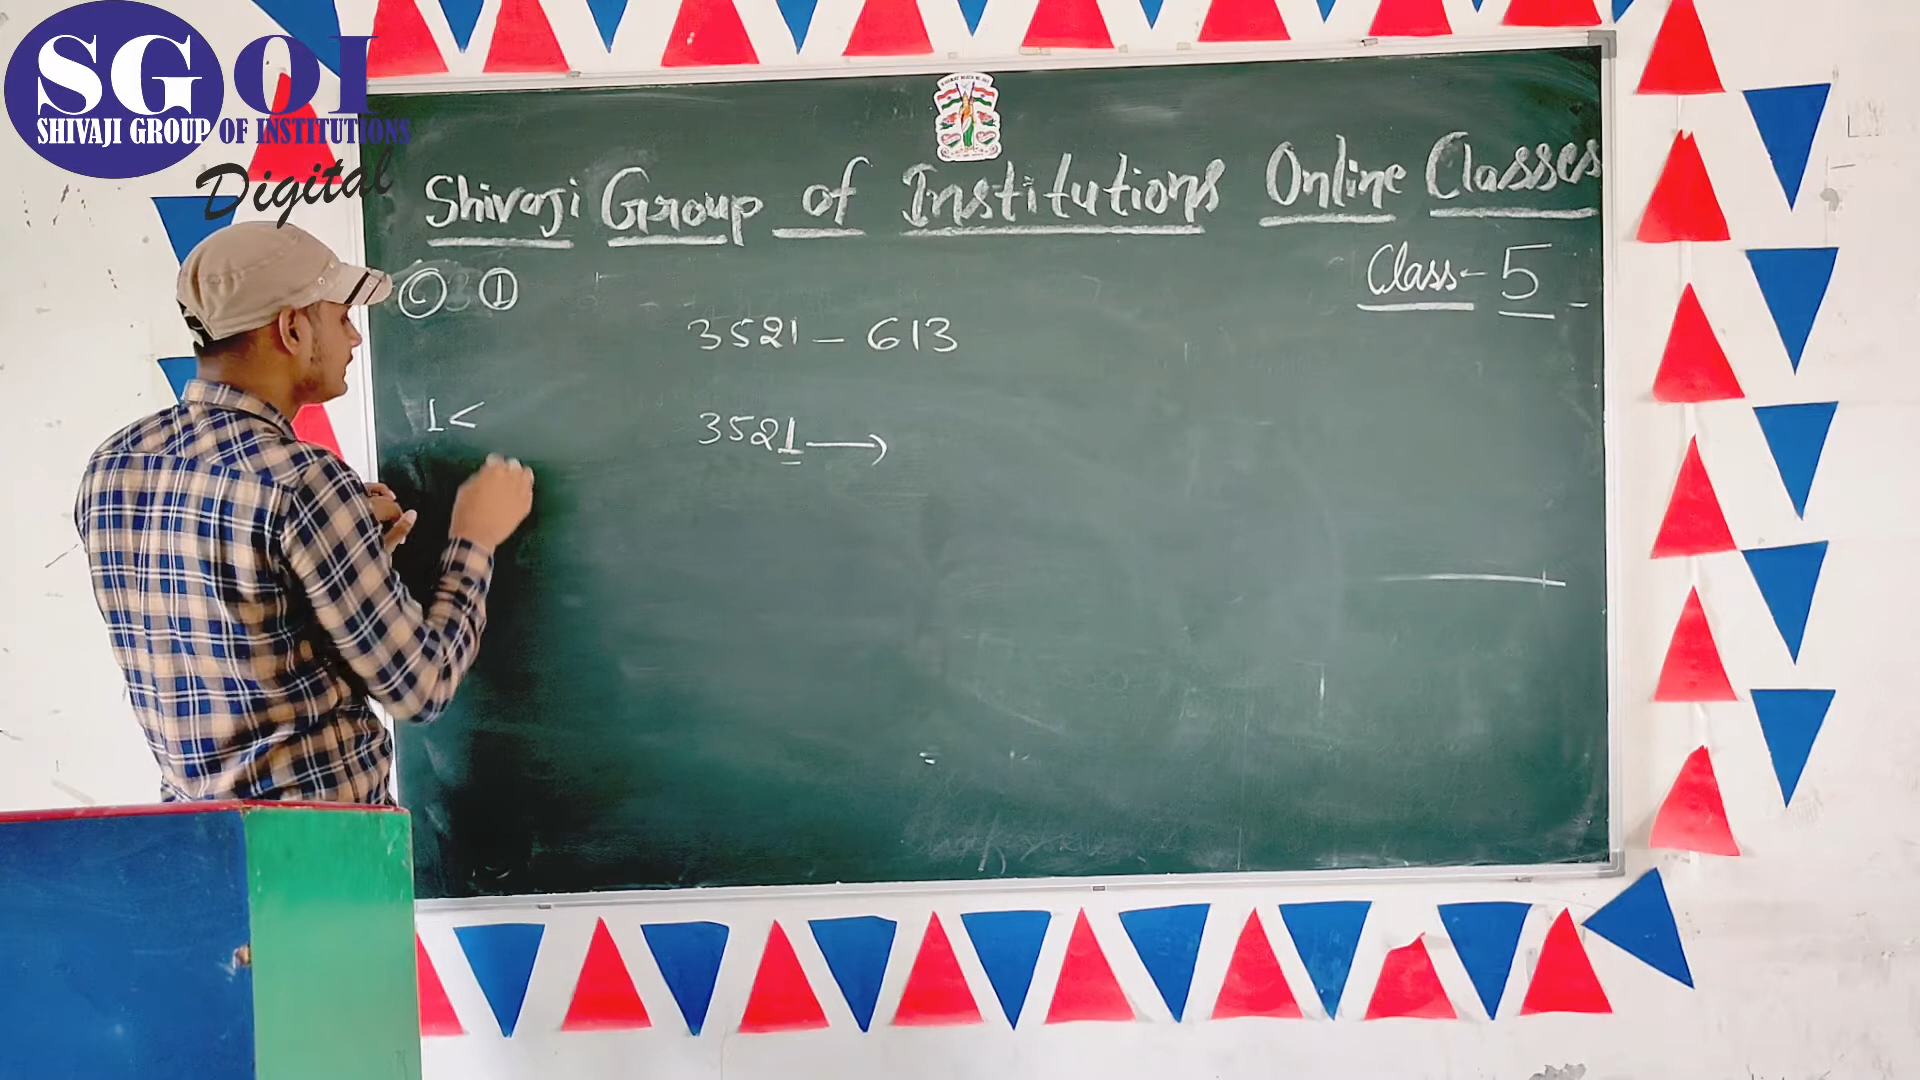 SGOI
SHIVAJI GROUP OF INSTITUTIONS
Digital
Shivaji Group of Institutions Online Classes
Class - 5
①
3521 - 613
1<
3521 →